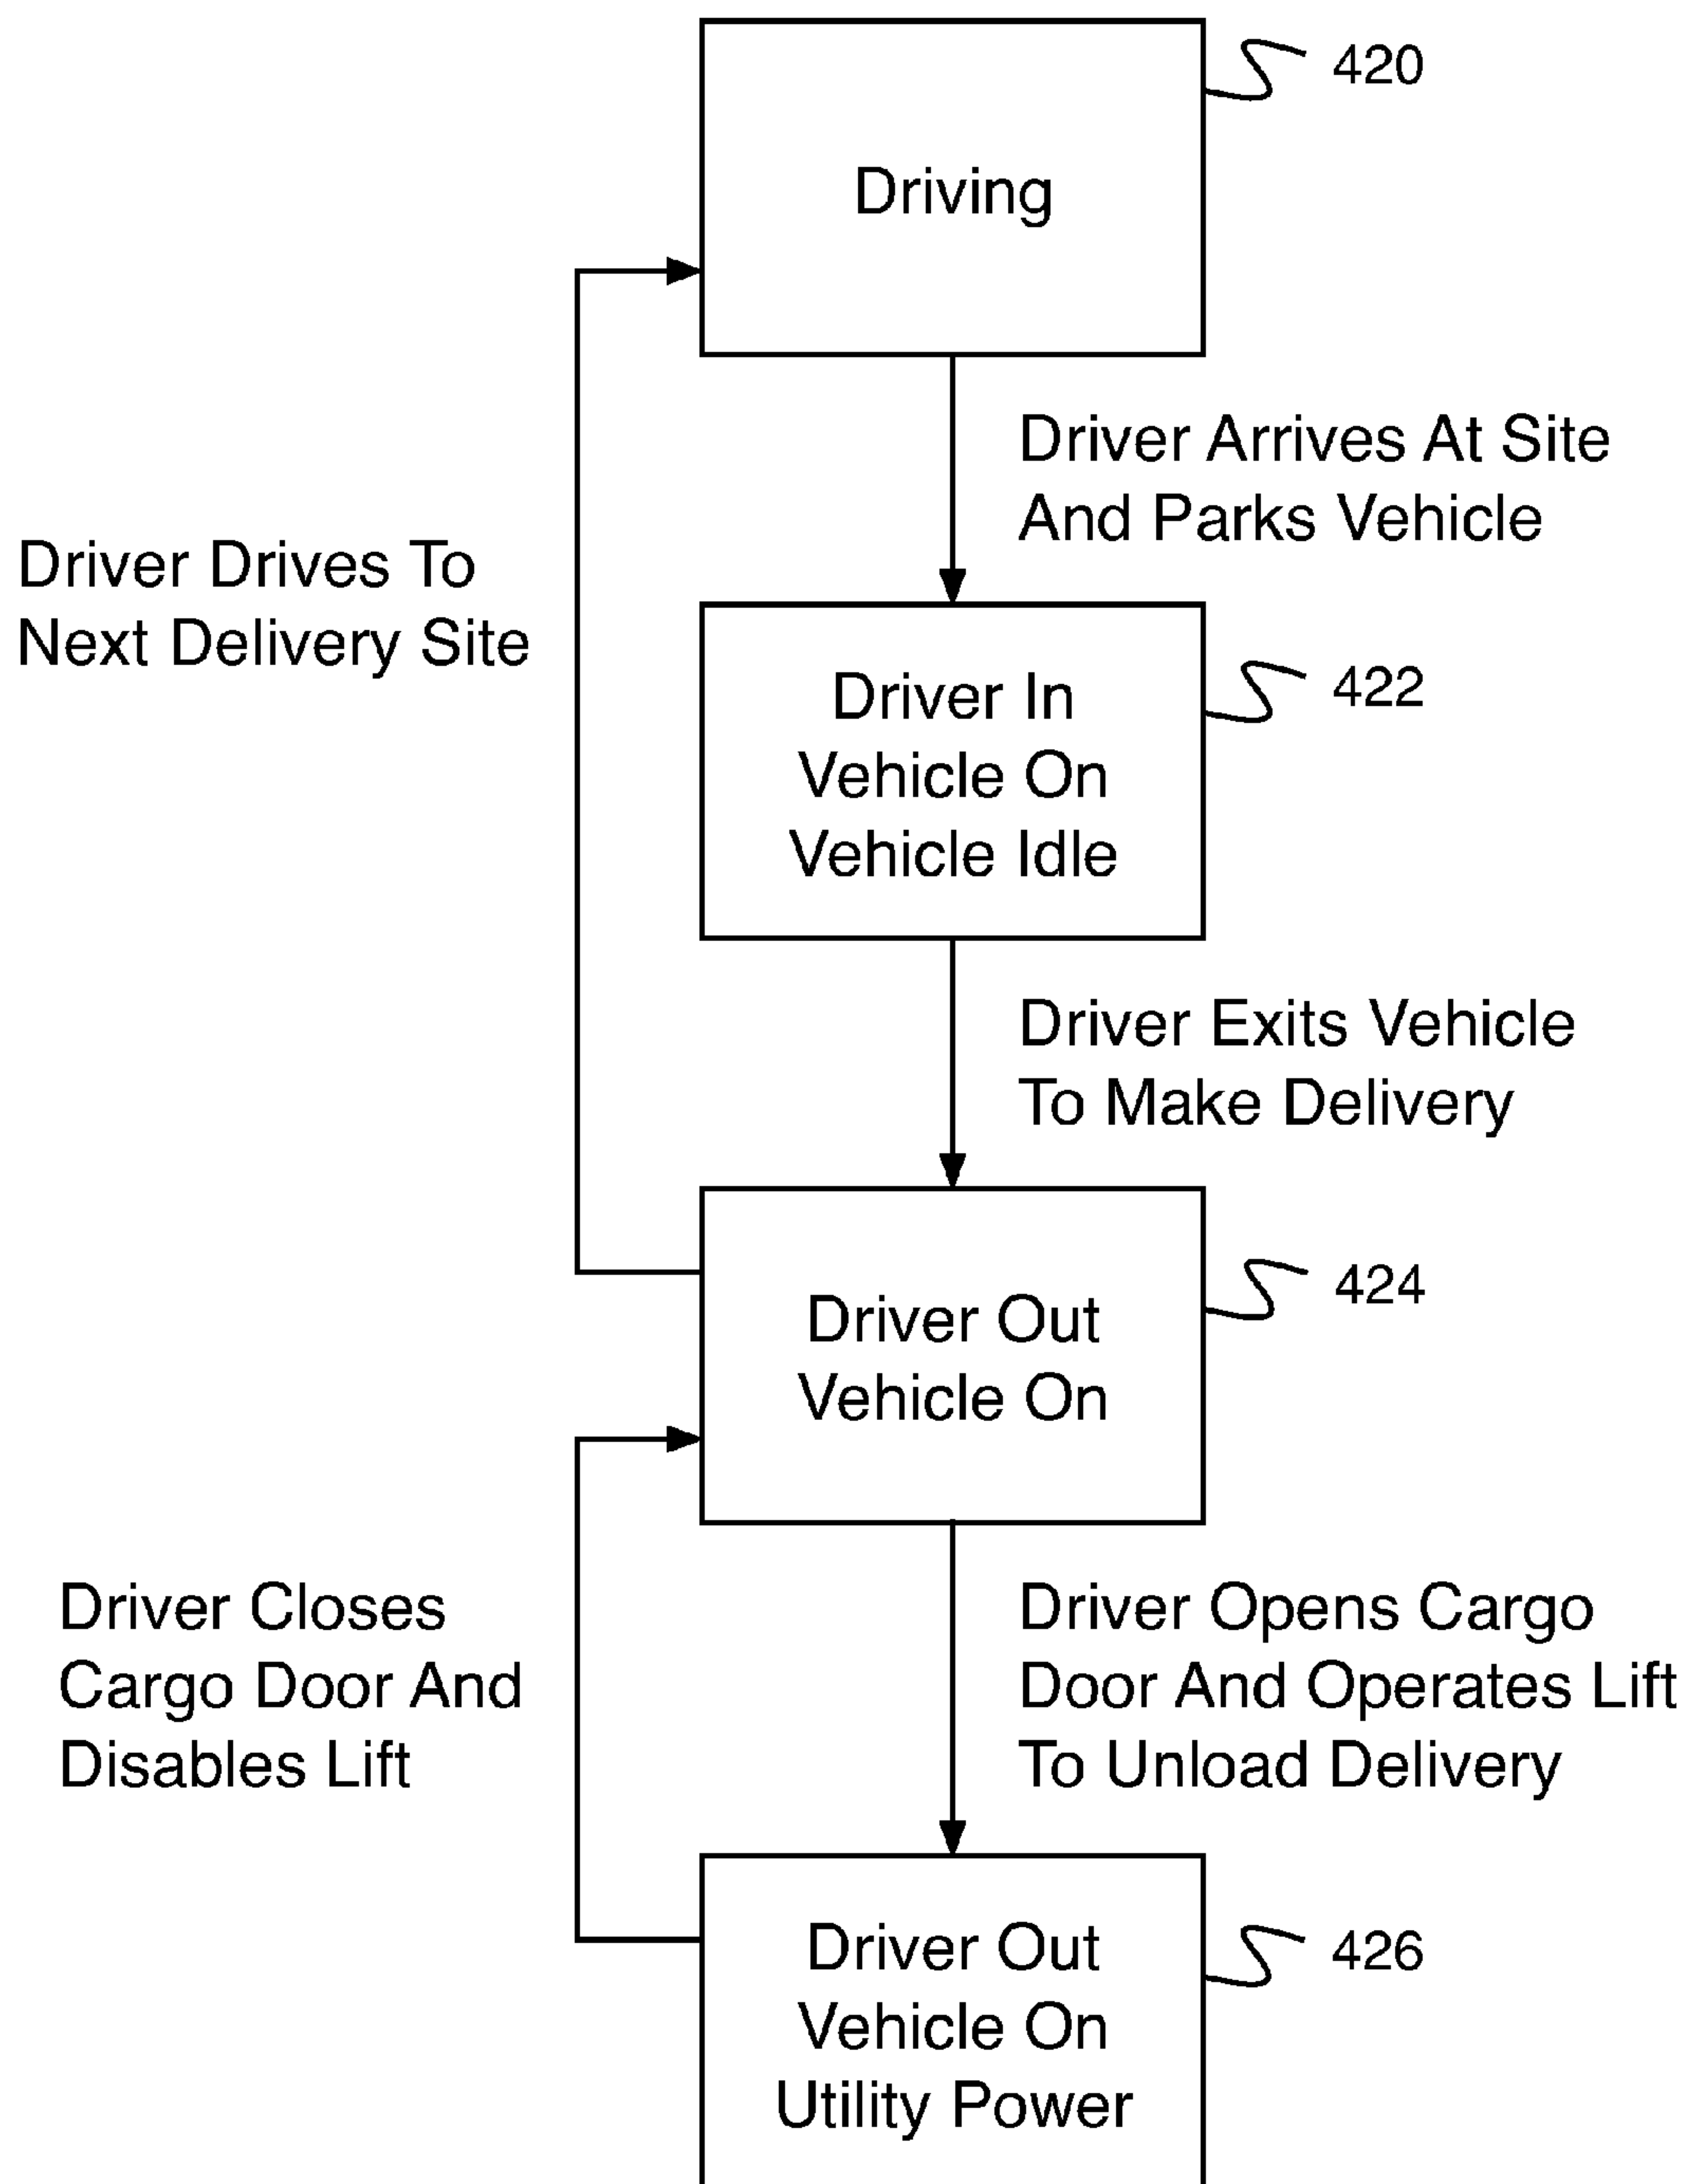 420
Driving
Driver Arrives At Site
And Parks Vehicle
Driver Drives To
Next Delivery Site
422
Driver In
Vehicle On
Vehicle Idle
Driver Exits Vehicle
To Make Delivery
424
Driver Out
Vehicle On
Driver Closes
Cargo Door And
Disables Lift
Driver Opens Cargo
Door And Operates Lift
To Unload Delivery
426
Driver Out
Vehicle On
Utility Power